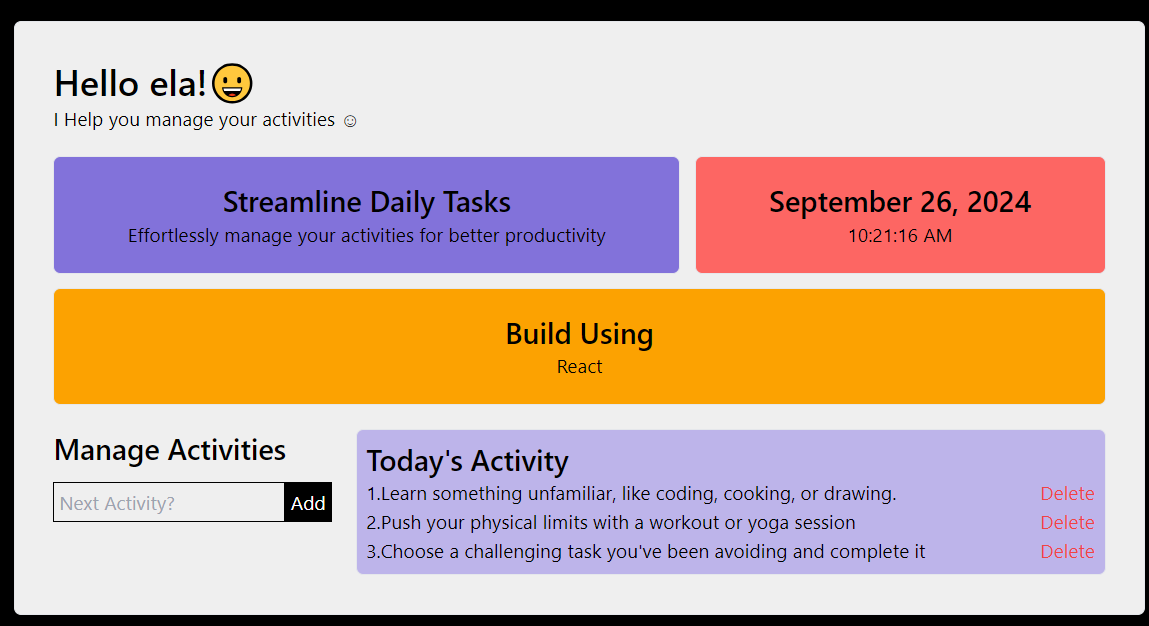 Hello ela!😀
I Help you manage your activities ☺
Streamline Daily Tasks
Effortlessly manage your activities for better productivity
September 26, 2024
10:21:16 AM
Build Using
React
Manage Activities
Next Activity?
Add
Today's Activity
1.Learn something unfamiliar, like coding, cooking, or drawing.
Delete
2.Push your physical limits with a workout or yoga session
Delete
3.Choose a challenging task you've been avoiding and complete it
Delete